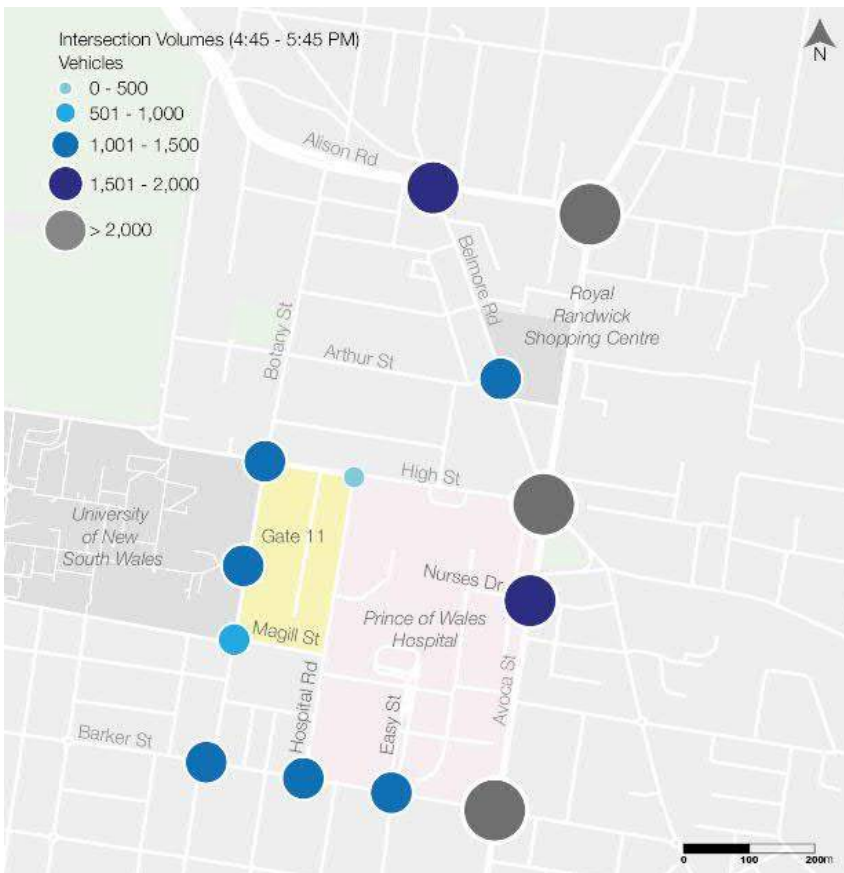 Intersection Volumes (4:45 - 5:45 PM)
Vehicles
0 - 500
501 - 1,000
1,001 - 1,500
1,501 - 2,000
> 2,000
N
Alison Rd
Belmore Rd
Royal
Randwick
Shopping Centre
Botany St
Arthur St
High St
University
of New
South Wales
Gate 11
Nurses Dr
Magill St
Prince of Wales
Hospital
Hospital Rd
Easy St
Avoca St
Barker St
0 100 200m